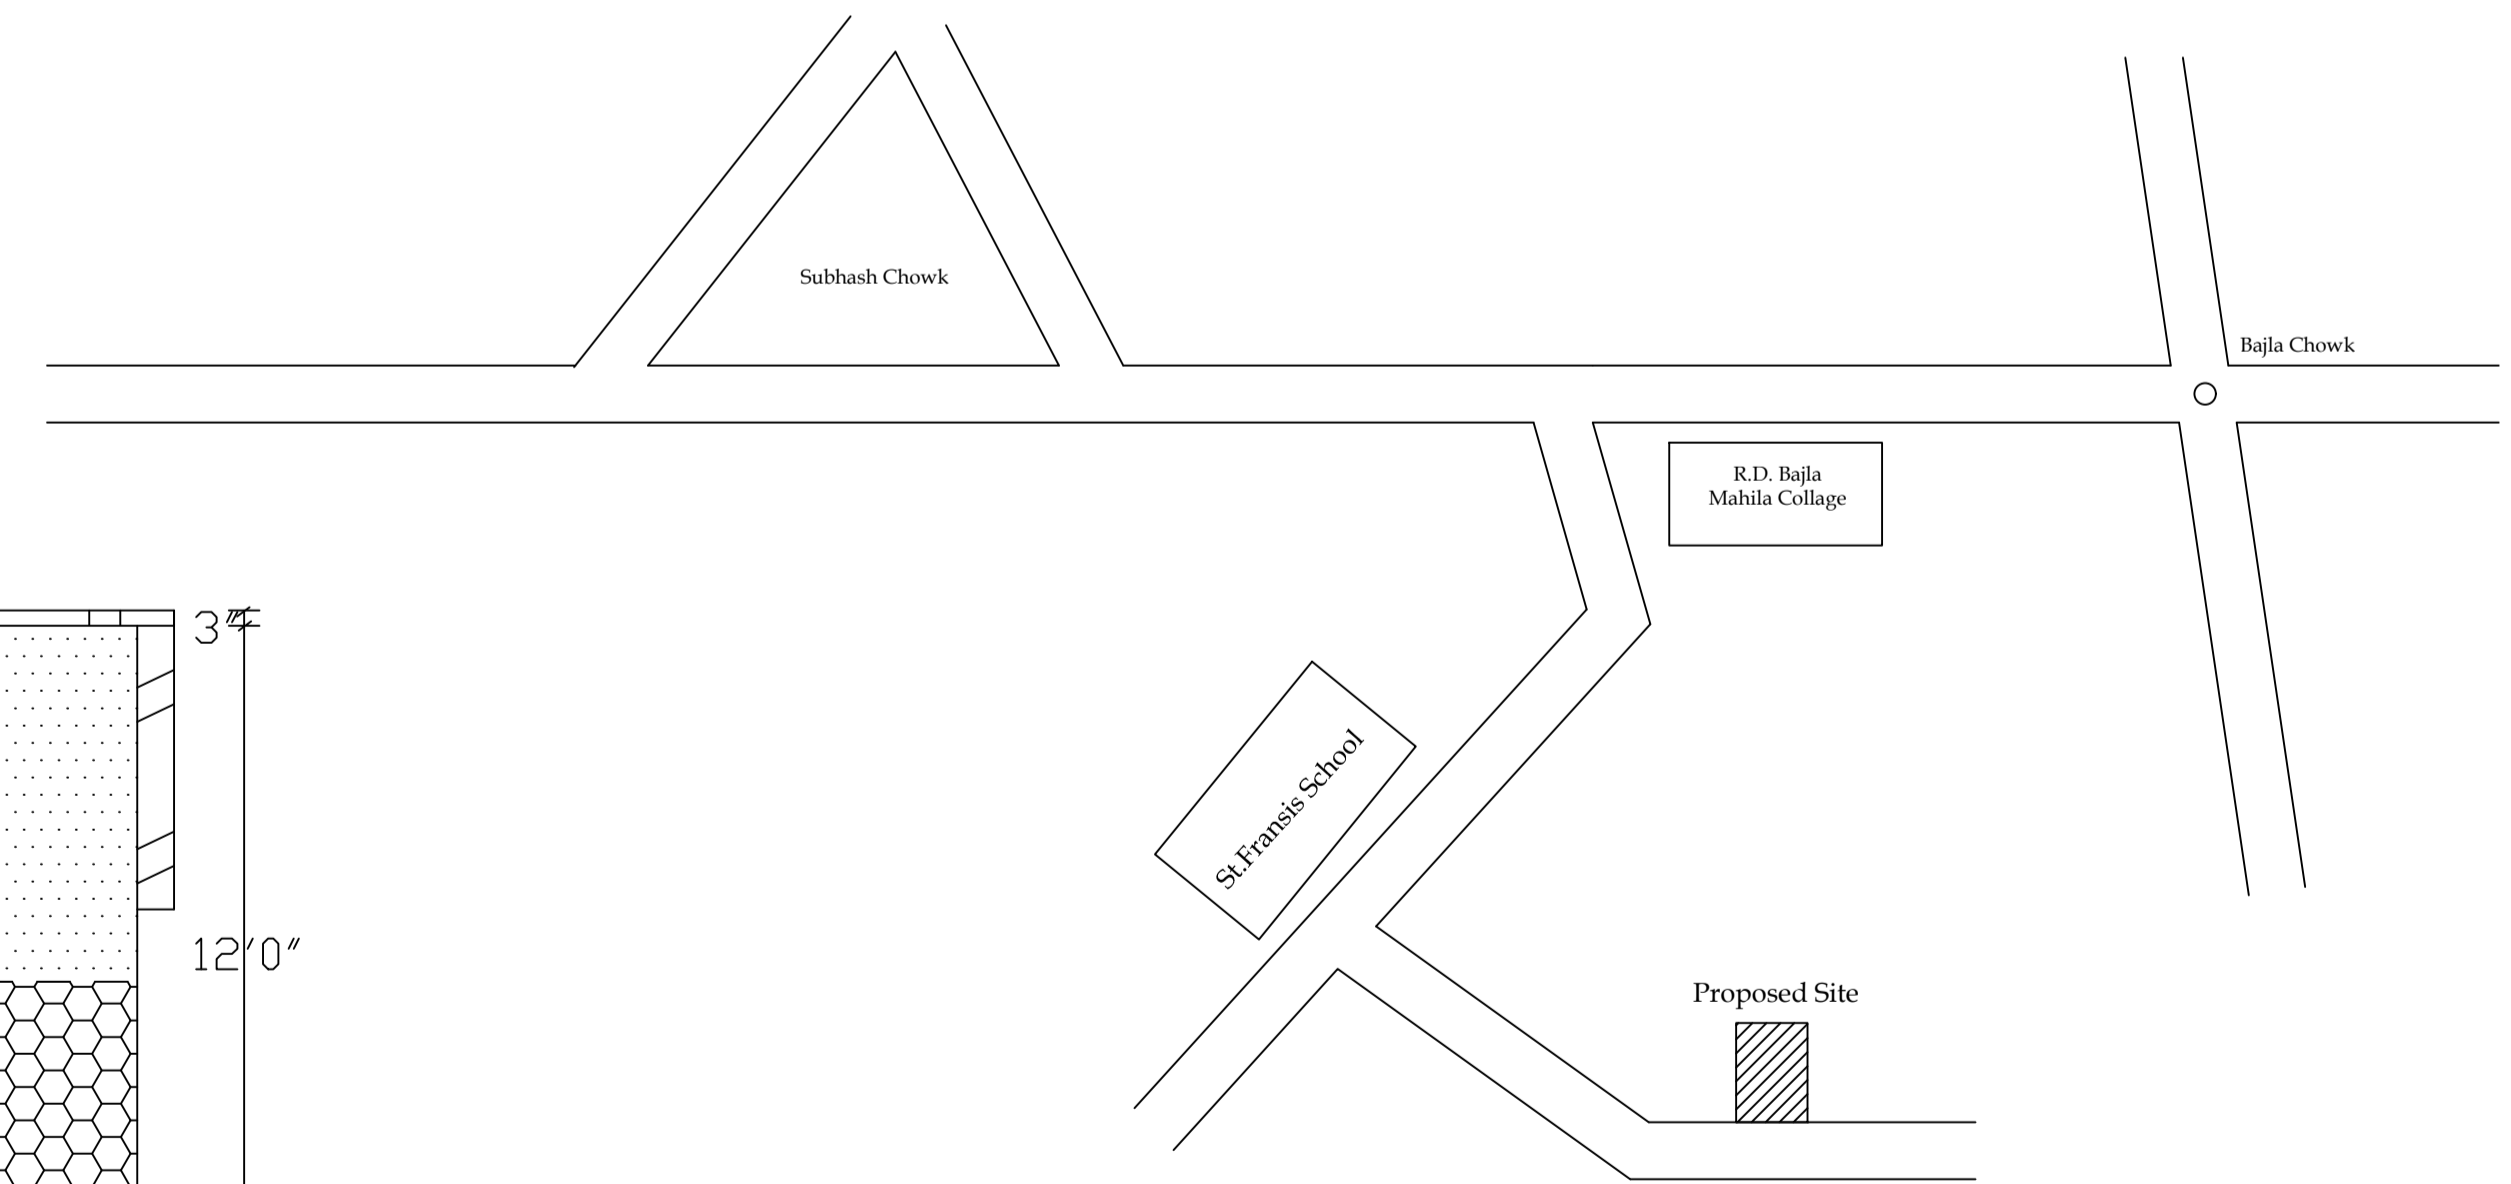 Subhash Chowk
Bajla Chowk
R.D. Bajla
Mahila Collage
3"
St.Fransis School
12'0"
Proposed Site